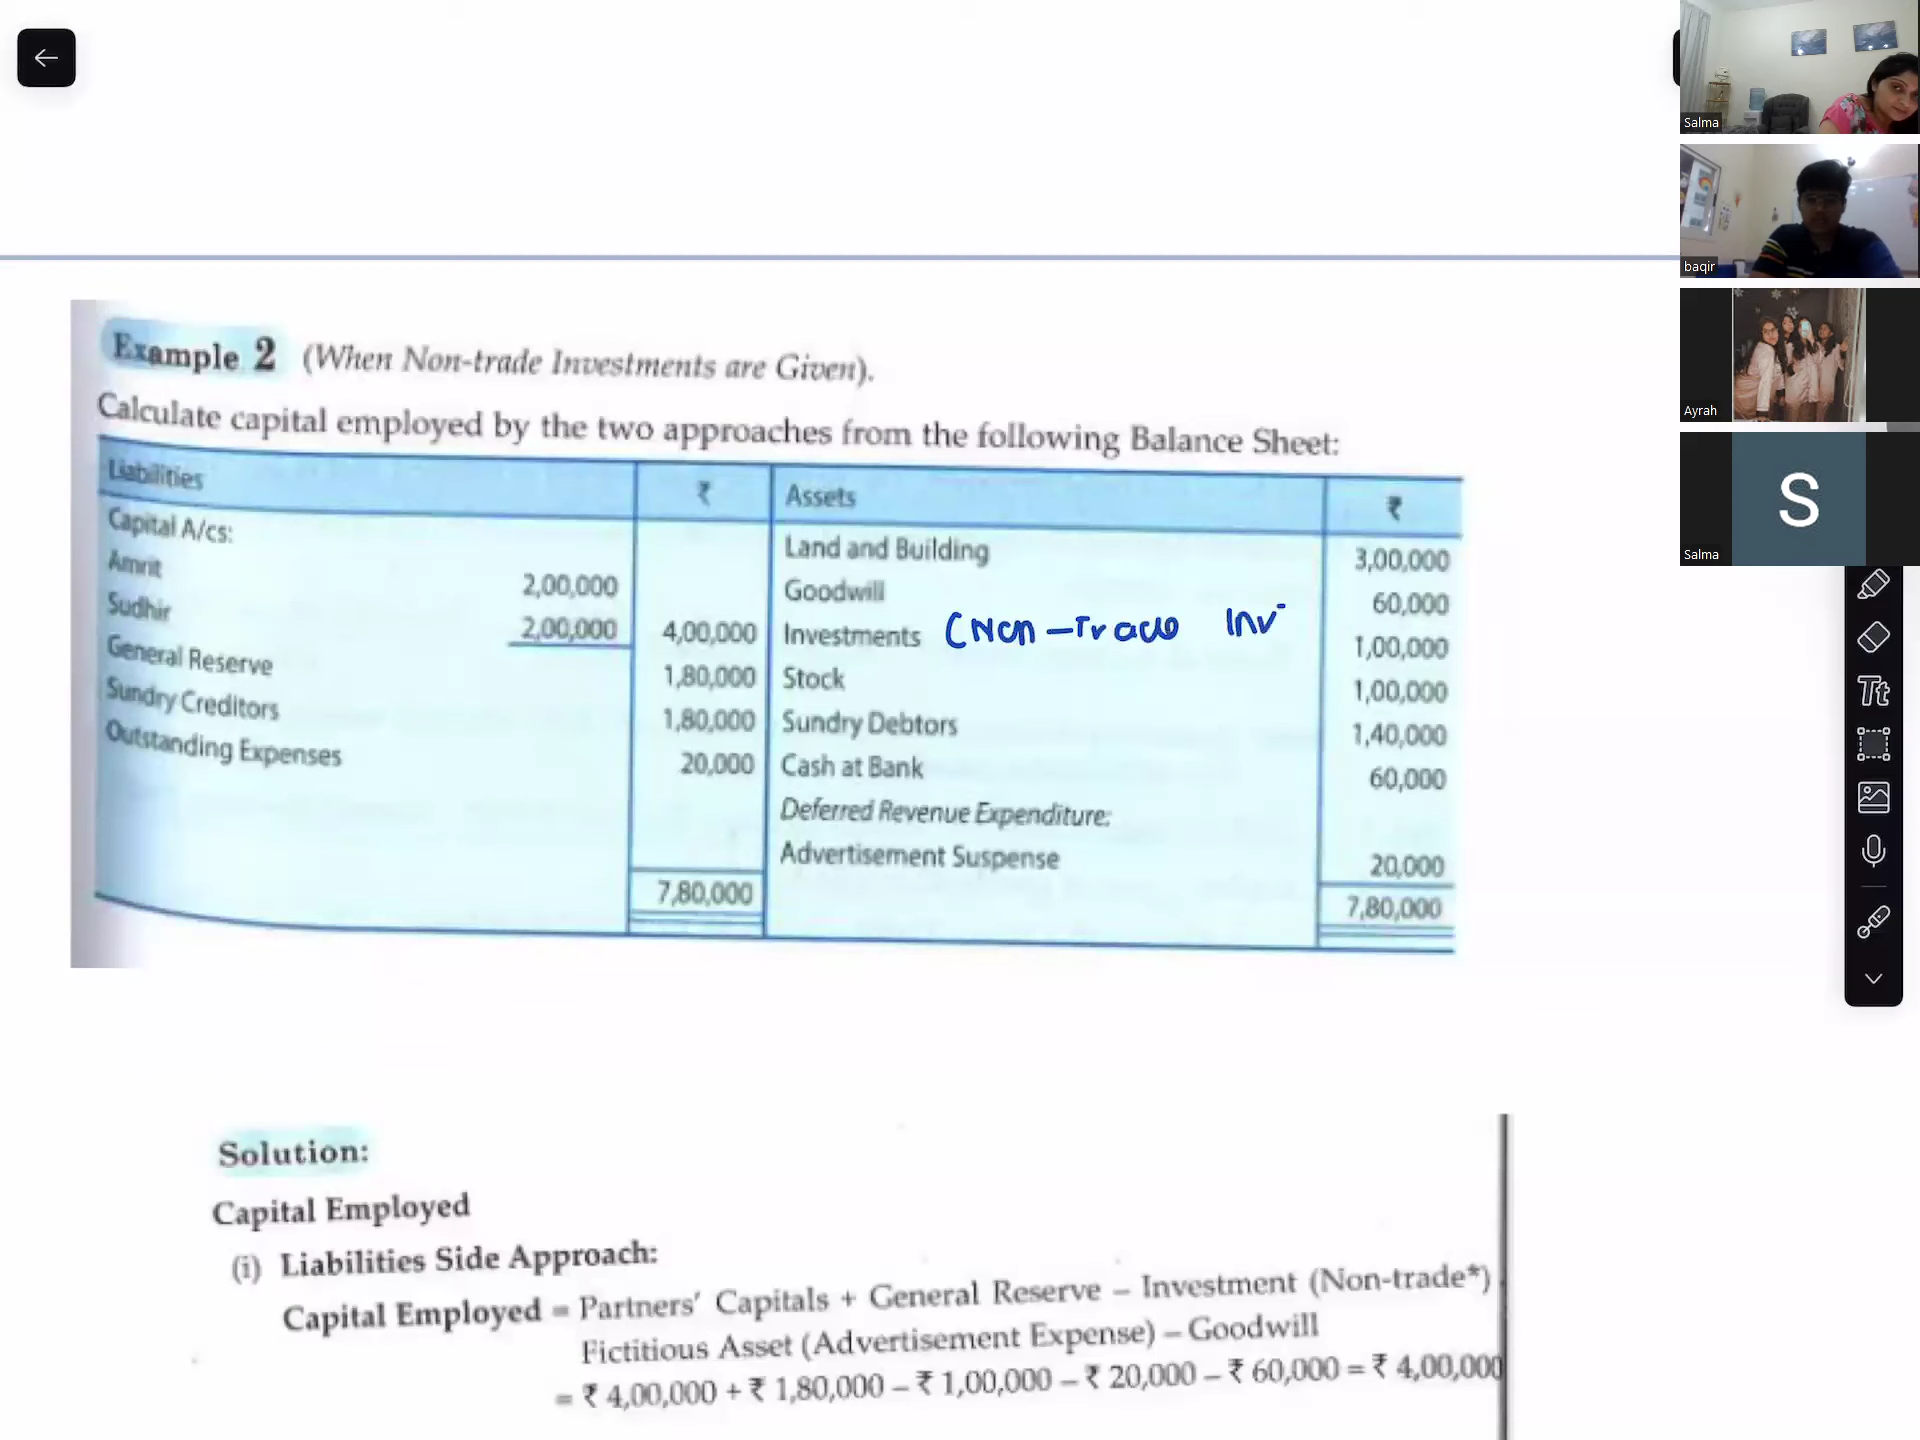 Salma
baqir
Ayrah
S
Salma
Tt
Example 2 (When Non-trade Investments are Given).
Calculate capital employed by the two approaches from the following Balance Sheet:
Liabilities ₹ Assets ₹
Capital A/cs: Land and Building 3,00,000
Amrit 2,00,000 Goodwill 60,000
Sudhir 2,00,000 4,00,000 Investments (Non-Trade Inv 1,00,000
General Reserve 1,80,000 Stock 1,00,000
Sundry Creditors 1,80,000 Sundry Debtors 1,40,000
Outstanding Expenses 20,000 Cash at Bank 60,000
Deferred Revenue Expenditure:
Advertisement Suspense 20,000
7,80,000 7,80,000
Solution:
Capital Employed
(i) Liabilities Side Approach:
Capital Employed = Partners' Capitals + General Reserve – Investment (Non-trade*)
Fictitious Asset (Advertisement Expense) – Goodwill
= ₹ 4,00,000 + ₹ 1,80,000 – ₹ 1,00,000 – ₹ 20,000 – ₹ 60,000 = ₹ 4,00,000